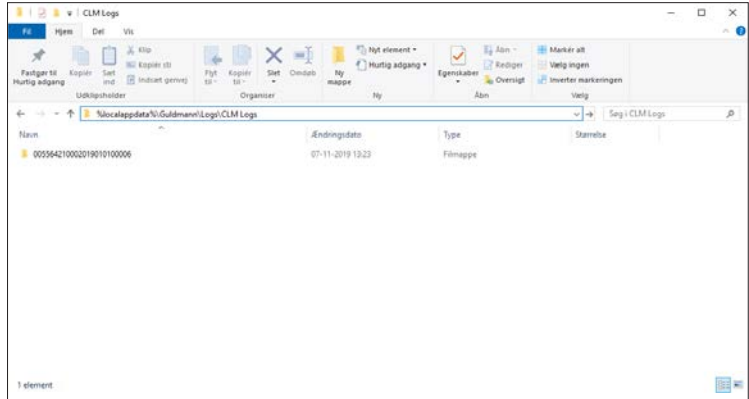 CLM Logs
Fil Hjem Del Vis
Fastgør til Hurtig adgang
Kopiér
Sæt ind
Klip
Kopiér sti
Indsæt genvej
Udklipsholder
Flyt til
Kopiér til
Slet
Omdøb
Organiser
Ny mappe
Nyt element
Hurtig adgang
Ny
Egenskaber
Åbn
Rediger
Oversigt
Åbn
Markér alt
Vælg ingen
Inverter markeringen
Vælg
%localappdata%\Guldmann\Logs\CLM Logs
Søg i CLM Logs
Navn Ændringsdato Type Størrelse
07-11-2019 13:23 Filmappe
1 element